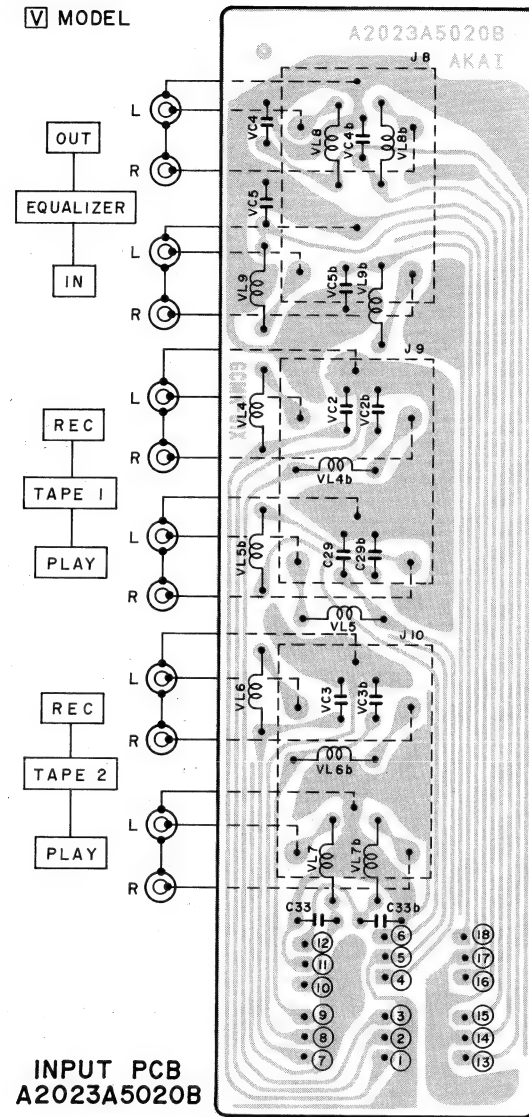 V MODEL
A2023A5020B
AKAI
J8
L
R
OUT
EQUALIZER
IN
L
R
VC4
VL8
VC4b
VL8b
VC5
VL9
VC5b
VL9b
J9
L
R
REC
TAPE 1
PLAY
L
R
VL4
VC2
VC2b
VL4b
VL5b
C29
C29b
VL5
J10
L
R
REC
TAPE 2
PLAY
L
R
VL6
VC3
VC3b
VL6b
VL7
VL7b
C33
C33b
12
11
10
9
8
7
6
5
4
3
2
1
18
17
16
15
14
13
INPUT PCB
A2023A5020B